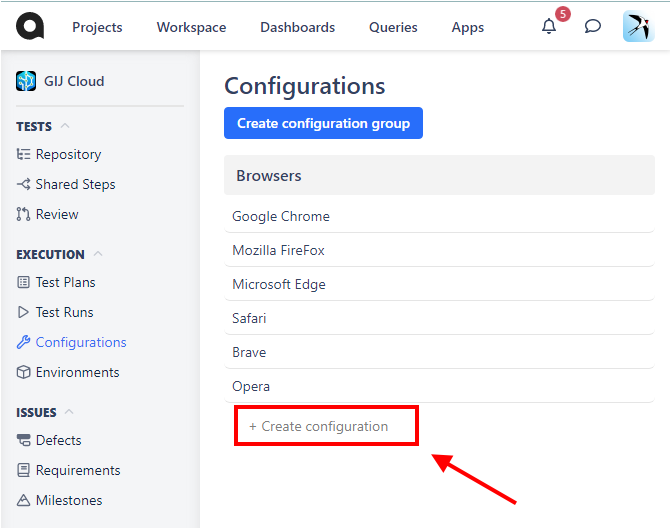 Projects Workspace Dashboards Queries Apps 5
GIJ Cloud
TESTS
Repository
Shared Steps
Review
EXECUTION
Test Plans
Test Runs
Configurations
Environments
ISSUES
Defects
Requirements
Milestones
Configurations
Create configuration group
Browsers
Google Chrome
Mozilla FireFox
Microsoft Edge
Safari
Brave
Opera
+ Create configuration